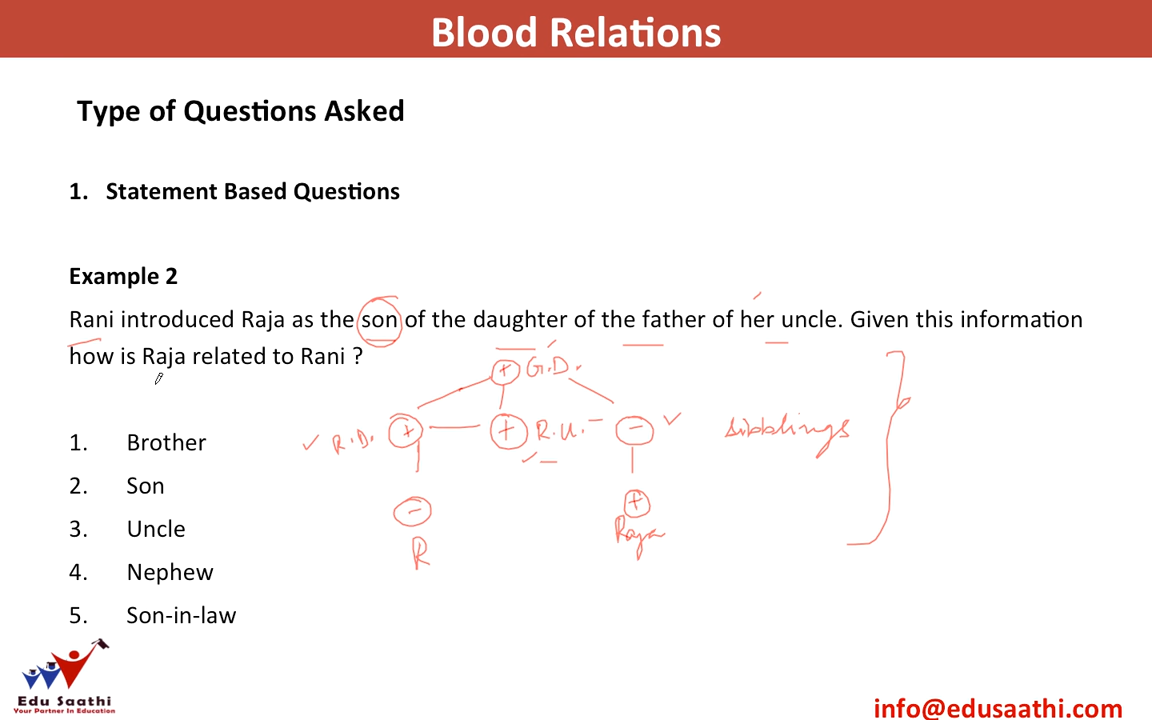 Blood Relations
Type of Questions Asked
1. Statement Based Questions
Example 2
Rani introduced Raja as the son of the daughter of the father of her uncle. Given this information
how is Raja related to Rani ?
+ G.D.
R.D. + + R.U. - sibblings
- +
R Raja
1. Brother
2. Son
3. Uncle
4. Nephew
5. Son-in-law
Edu Saathi
Your Partner In Education
info@edusaathi.com